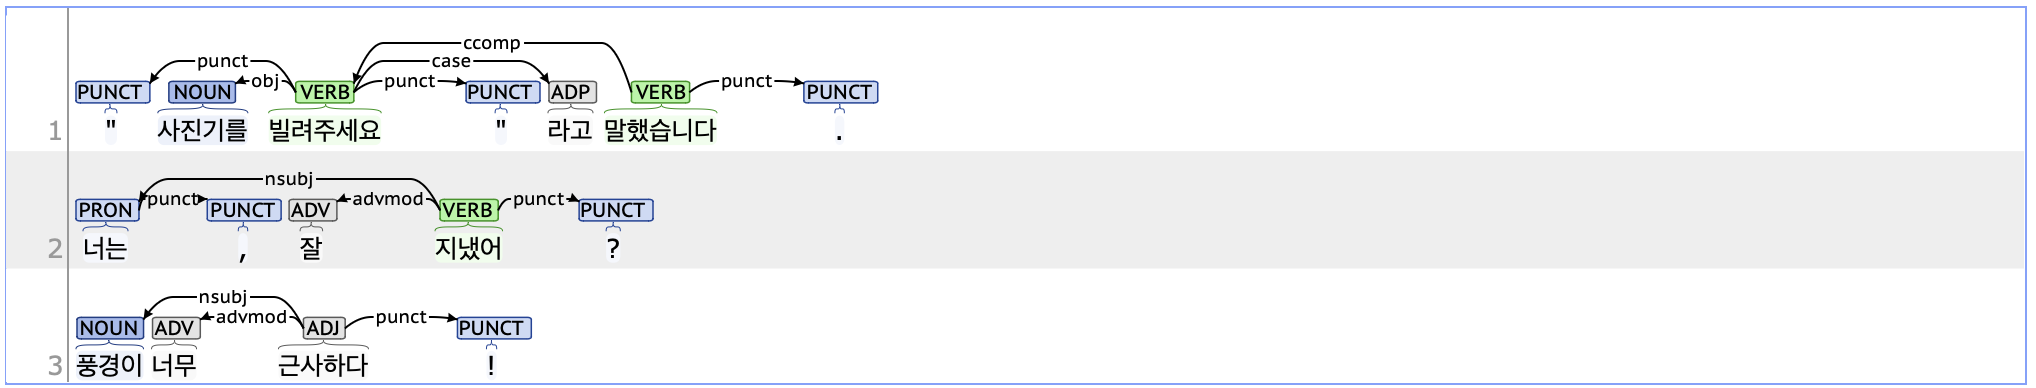 ccomp
punct case
obj punct punct
PUNCT NOUN VERB PUNCT ADP VERB PUNCT
1 " 사진기를 빌려주세요 " 라고 말했습니다 .
nsubj
punct advmod punct
PRON PUNCT ADV VERB PUNCT
2 너는 , 잘 지냈어 ?
nsubj
advmod punct
NOUN ADV ADJ PUNCT
3 풍경이 너무 근사하다 !